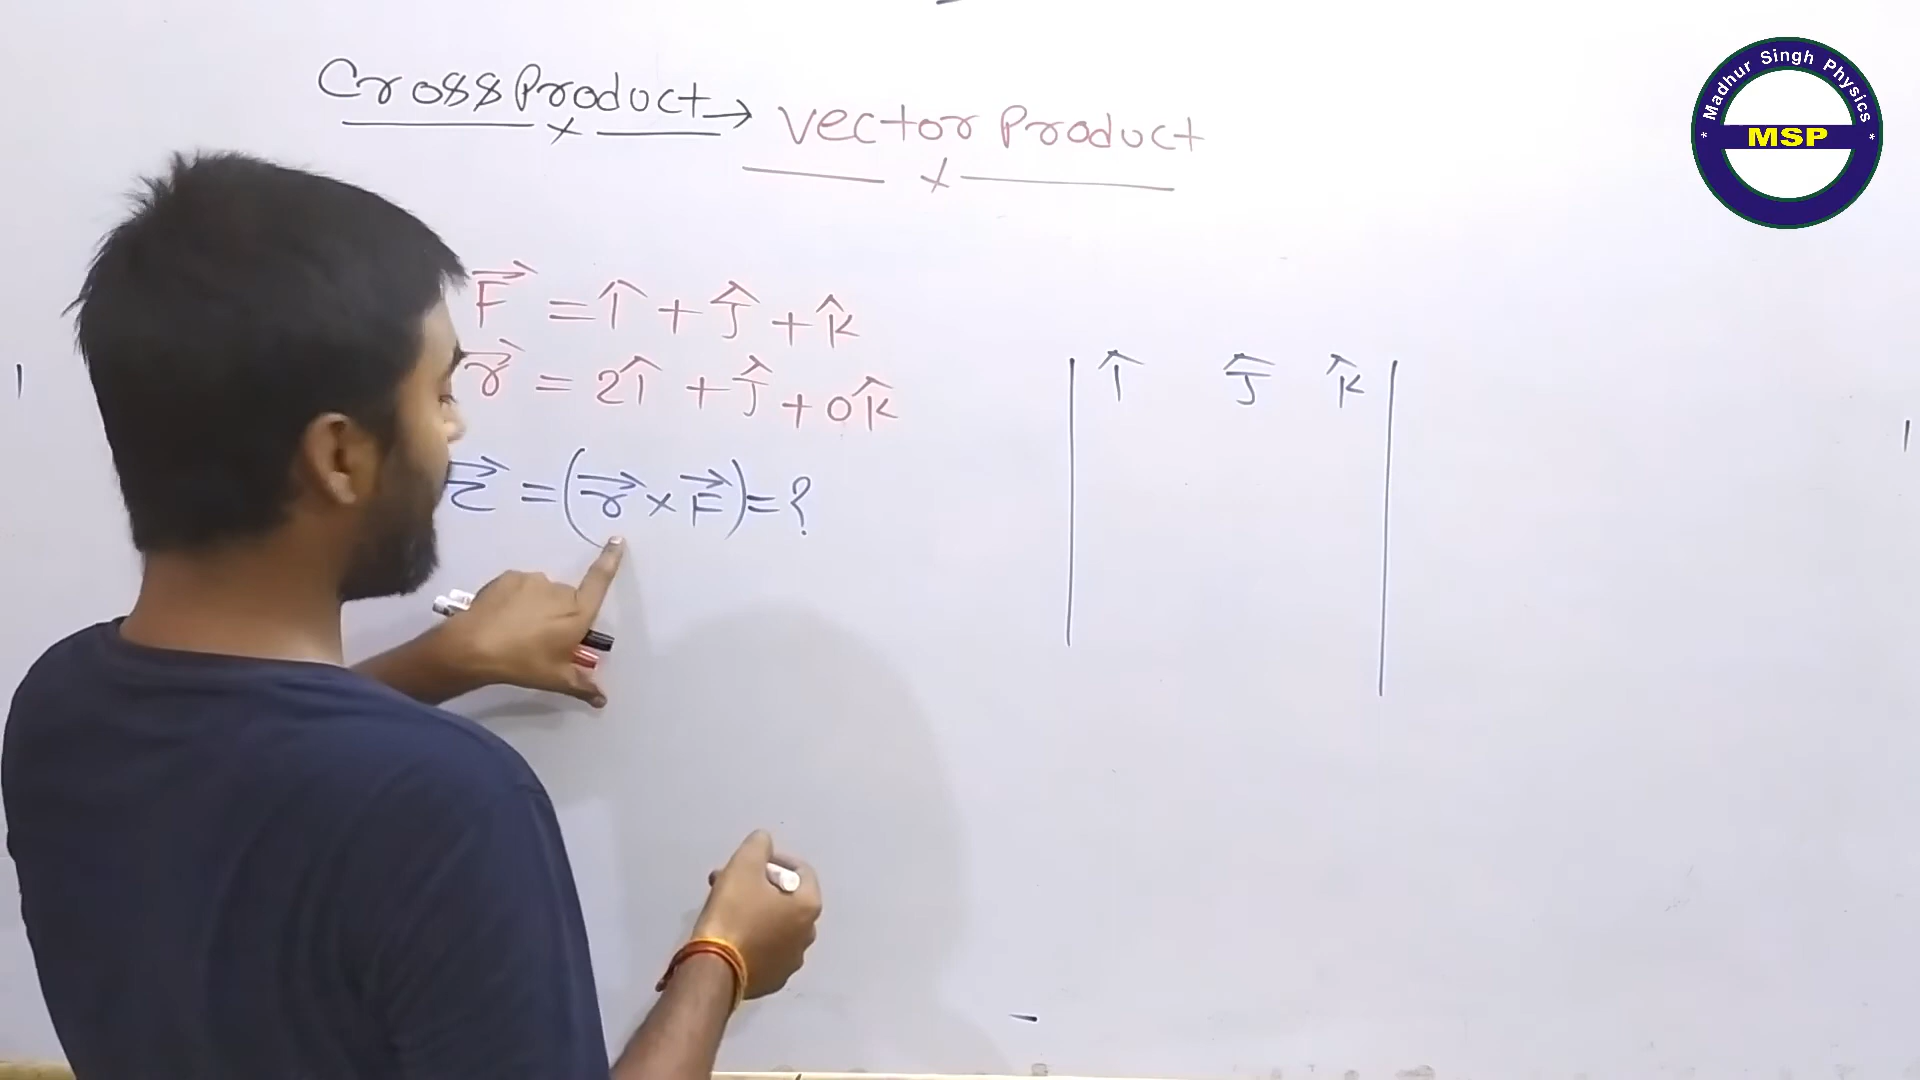 Cross Product → Vector Product
F⃗ = î + ĵ + k̂
r⃗ = 2î + ĵ + 0k̂
τ⃗ = (r⃗ × F⃗) = ?
| î ĵ k̂ |
Madhur Singh Physics
MSP